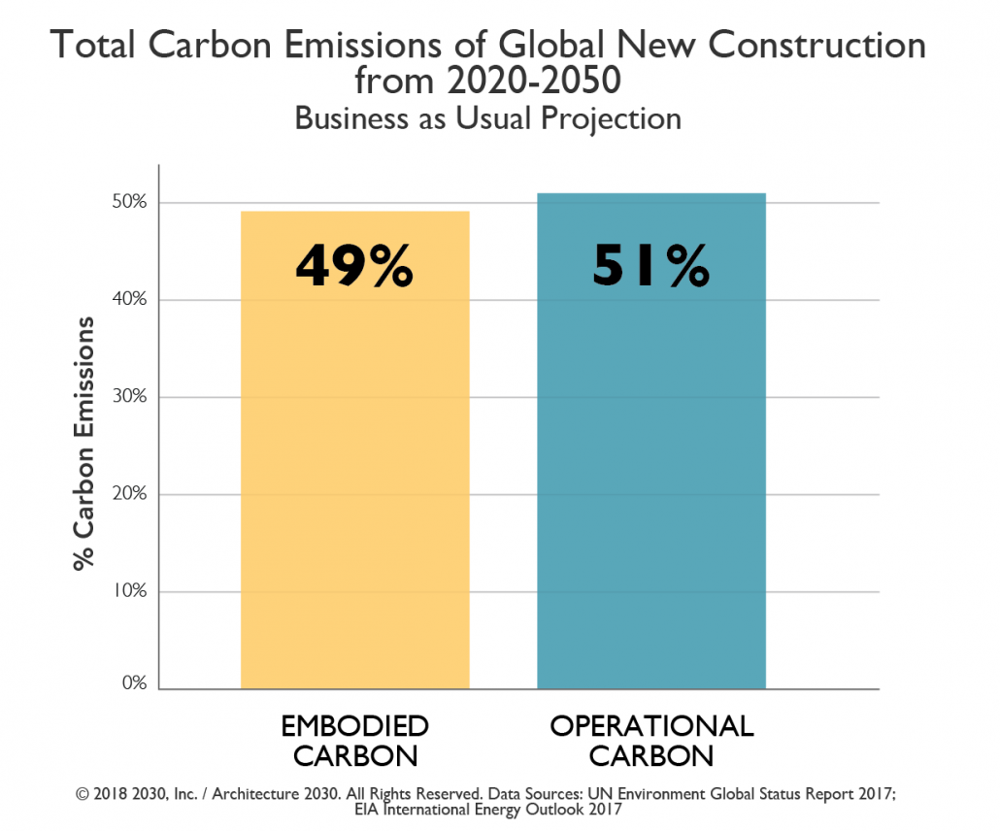 Total Carbon Emissions of Global New Construction
from 2020-2050
Business as Usual Projection
% Carbon Emissions
50%
40%
30%
20%
10%
0%
49%
51%
EMBODIED
CARBON
OPERATIONAL
CARBON
© 2018 2030, Inc. / Architecture 2030. All Rights Reserved. Data Sources: UN Environment Global Status Report 2017;
EIA International Energy Outlook 2017